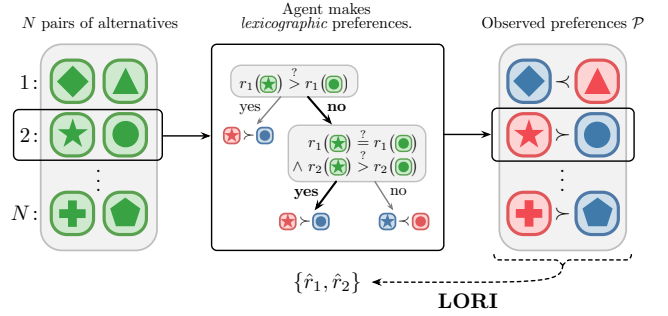 N pairs of alternatives
1:
2:
⋮
N:
Agent makes
lexicographic preferences.
r₁(★) >? r₁(●)
yes
no
≻
r₁(★) =? r₁(●)
∧ r₂(★) >? r₂(●)
yes
no
≻
≺
Observed preferences 𝒫
≺
≻
⋮
≻
{r̂₁, r̂₂}
LORI